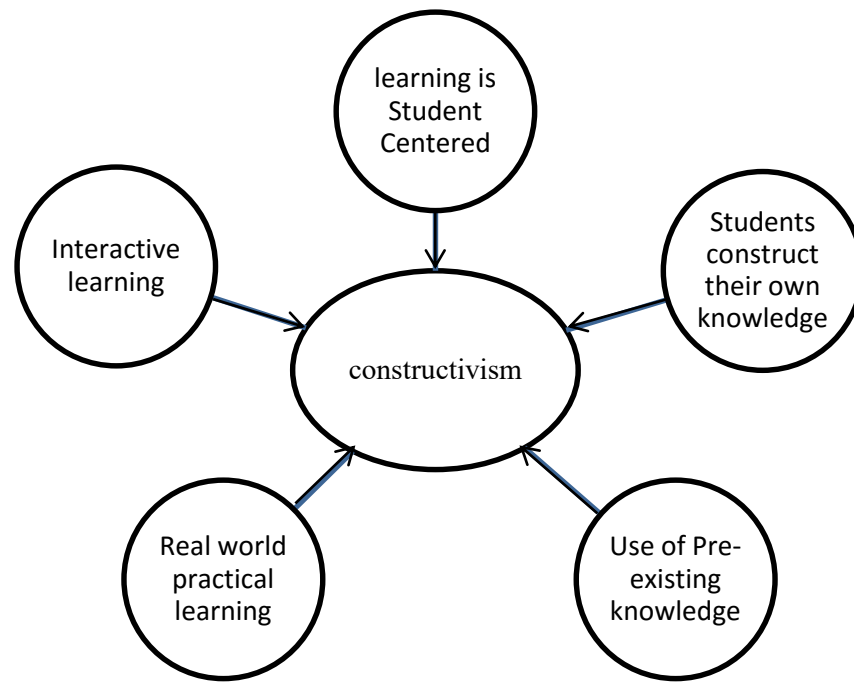 learning is
Student
Centered
Interactive
learning
Students
construct
their own
knowledge
constructivism
Real world
practical
learning
Use of Pre-
existing
knowledge